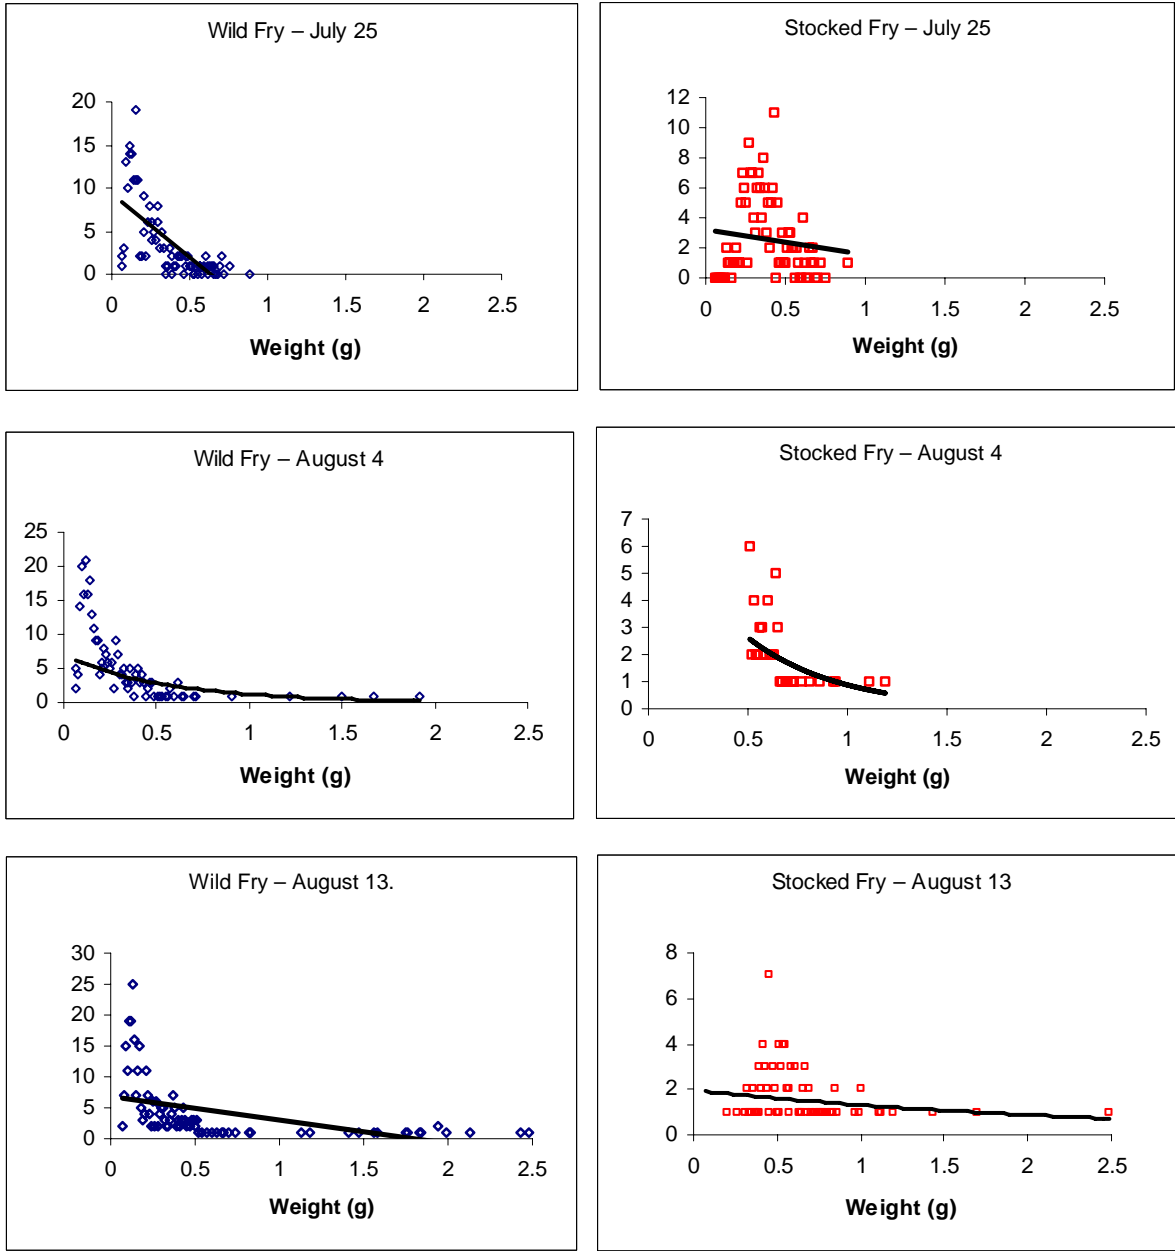 Wild Fry – July 25
20
15
10
5
0
0 0.5 1 1.5 2 2.5
Weight (g)
Stocked Fry – July 25
12
10
8
6
4
2
0
0 0.5 1 1.5 2 2.5
Weight (g)
Wild Fry – August 4
25
20
15
10
5
0
0 0.5 1 1.5 2 2.5
Weight (g)
Stocked Fry – August 4
7
6
5
4
3
2
1
0
0 0.5 1 1.5 2 2.5
Weight (g)
Wild Fry – August 13.
30
25
20
15
10
5
0
0 0.5 1 1.5 2 2.5
Weight (g)
Stocked Fry – August 13
8
6
4
2
0
0 0.5 1 1.5 2 2.5
Weight (g)